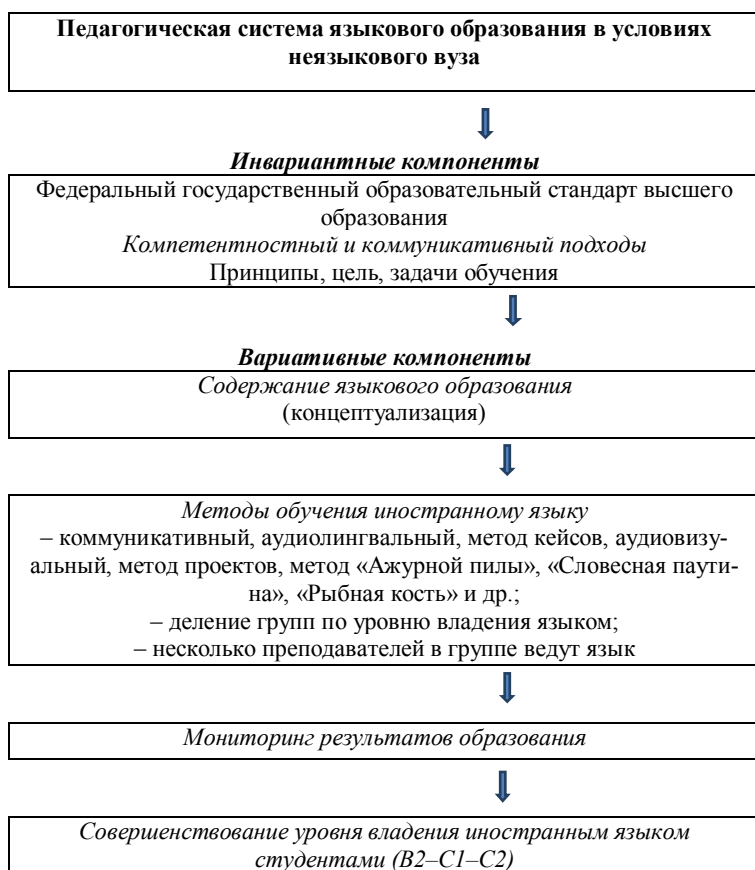 Педагогическая система языкового образования в условиях
неязыкового вуза
Инвариантные компоненты
Федеральный государственный образовательный стандарт высшего
образования
Компетентностный и коммуникативный подходы
Принципы, цель, задачи обучения
Вариативные компоненты
Содержание языкового образования
(концептуализация)
Методы обучения иностранному языку
– коммуникативный, аудиолингвальный, метод кейсов, аудиовизу-
альный, метод проектов, метод «Ажурной пилы», «Словесная паути-
на», «Рыбная кость» и др.;
– деление групп по уровню владения языком;
– несколько преподавателей в группе ведут язык
Мониторинг результатов образования
Совершенствование уровня владения иностранным языком
студентами (B2–C1–C2)